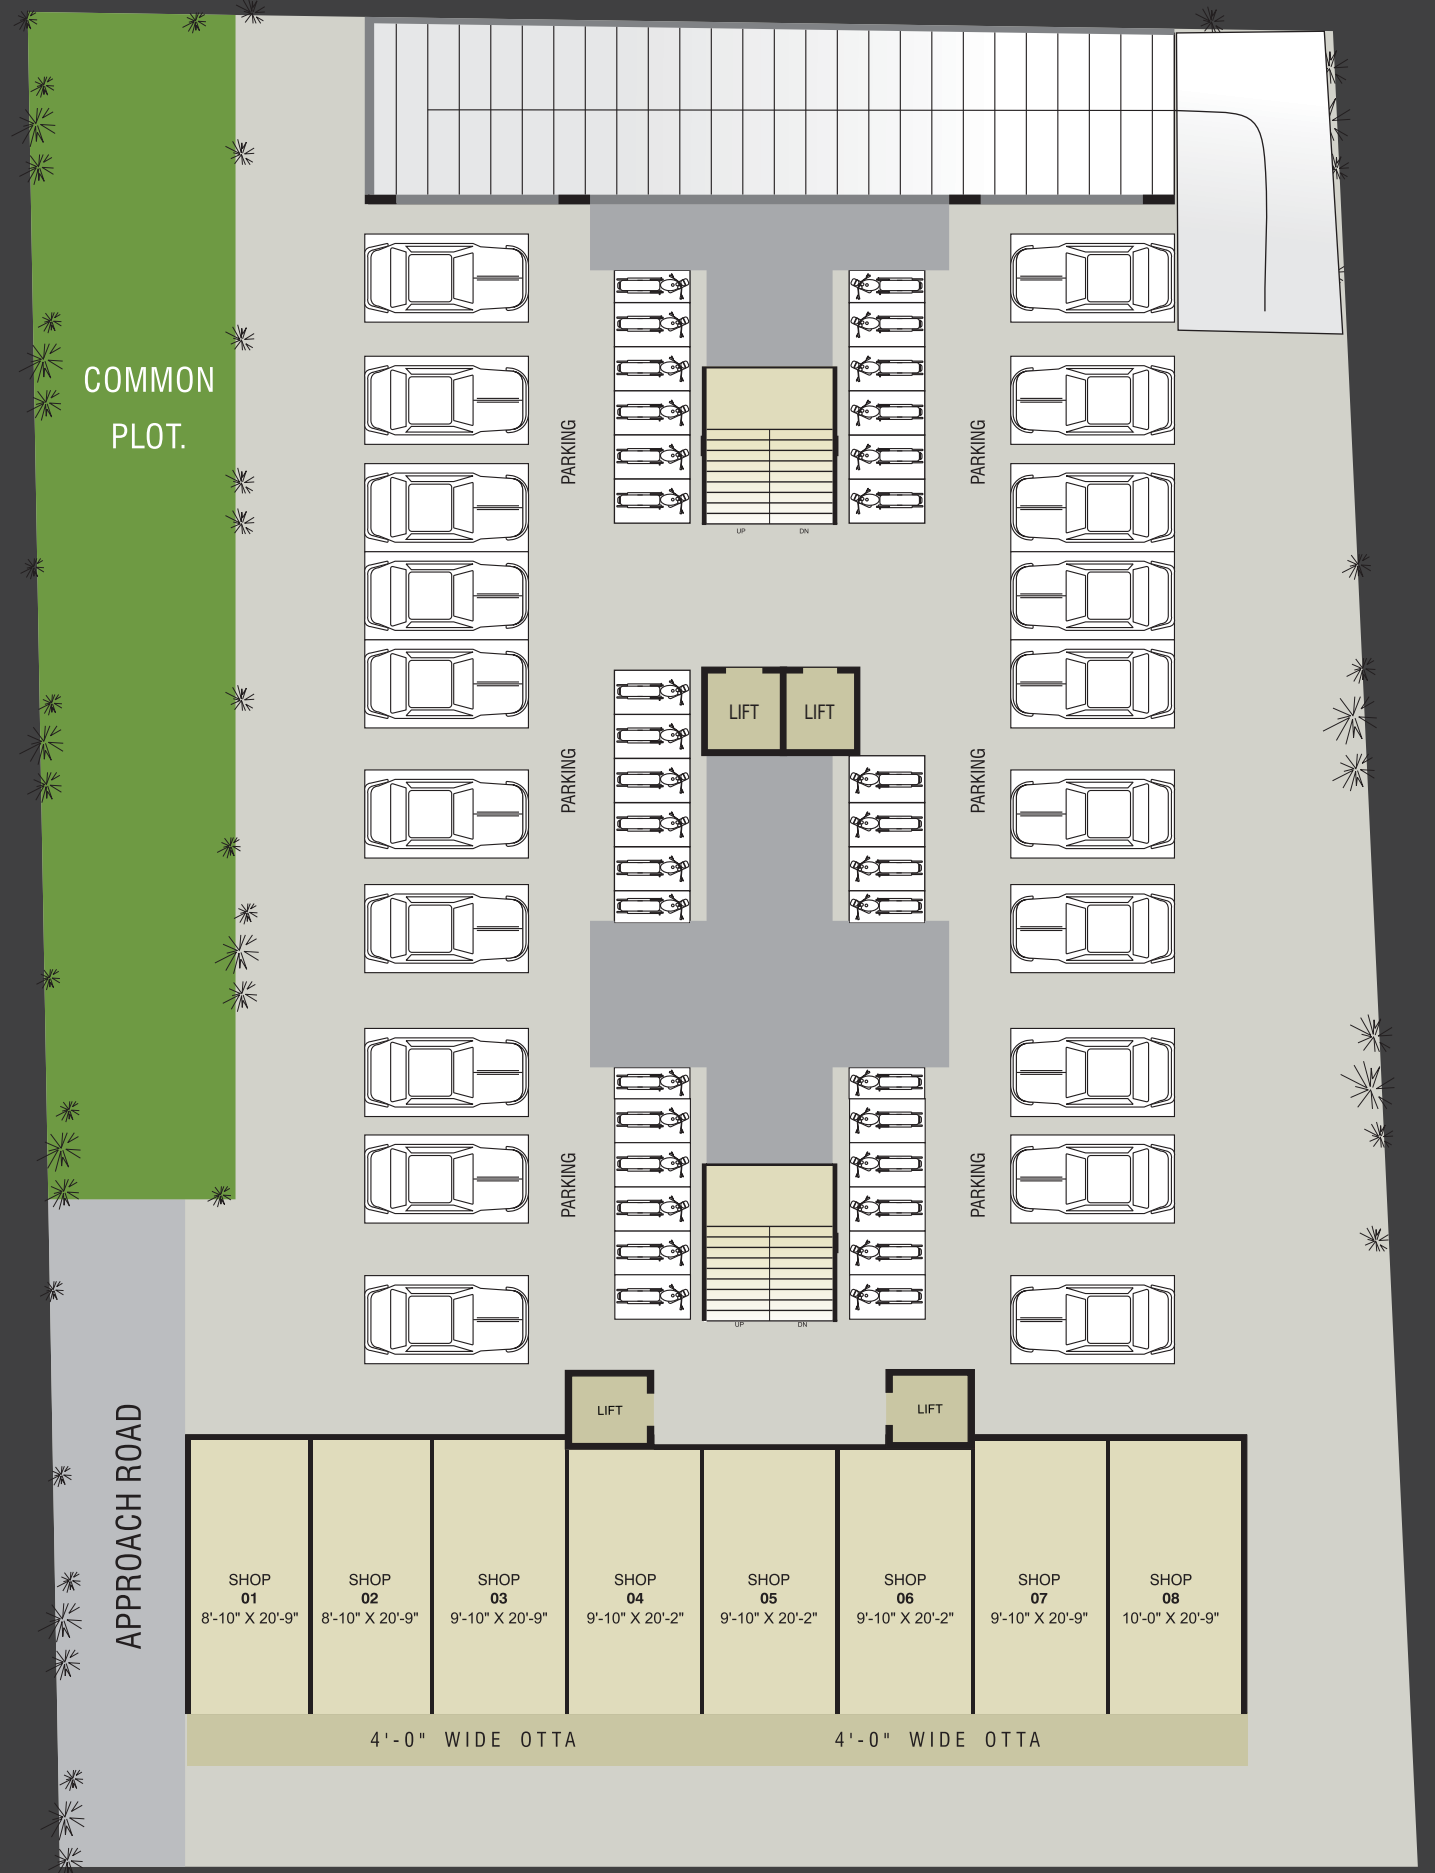 COMMON
PLOT.
PARKING
PARKING
UP
DN
LIFT
LIFT
PARKING
PARKING
PARKING
PARKING
UP
DN
LIFT
LIFT
APPROACH ROAD
SHOP
01
8'-10" X 20'-9"
SHOP
02
8'-10" X 20'-9"
SHOP
03
9'-10" X 20'-9"
SHOP
04
9'-10" X 20'-2"
SHOP
05
9'-10" X 20'-2"
SHOP
06
9'-10" X 20'-2"
SHOP
07
9'-10" X 20'-9"
SHOP
08
10'-0" X 20'-9"
4'-0" WIDE OTTA
4'-0" WIDE OTTA